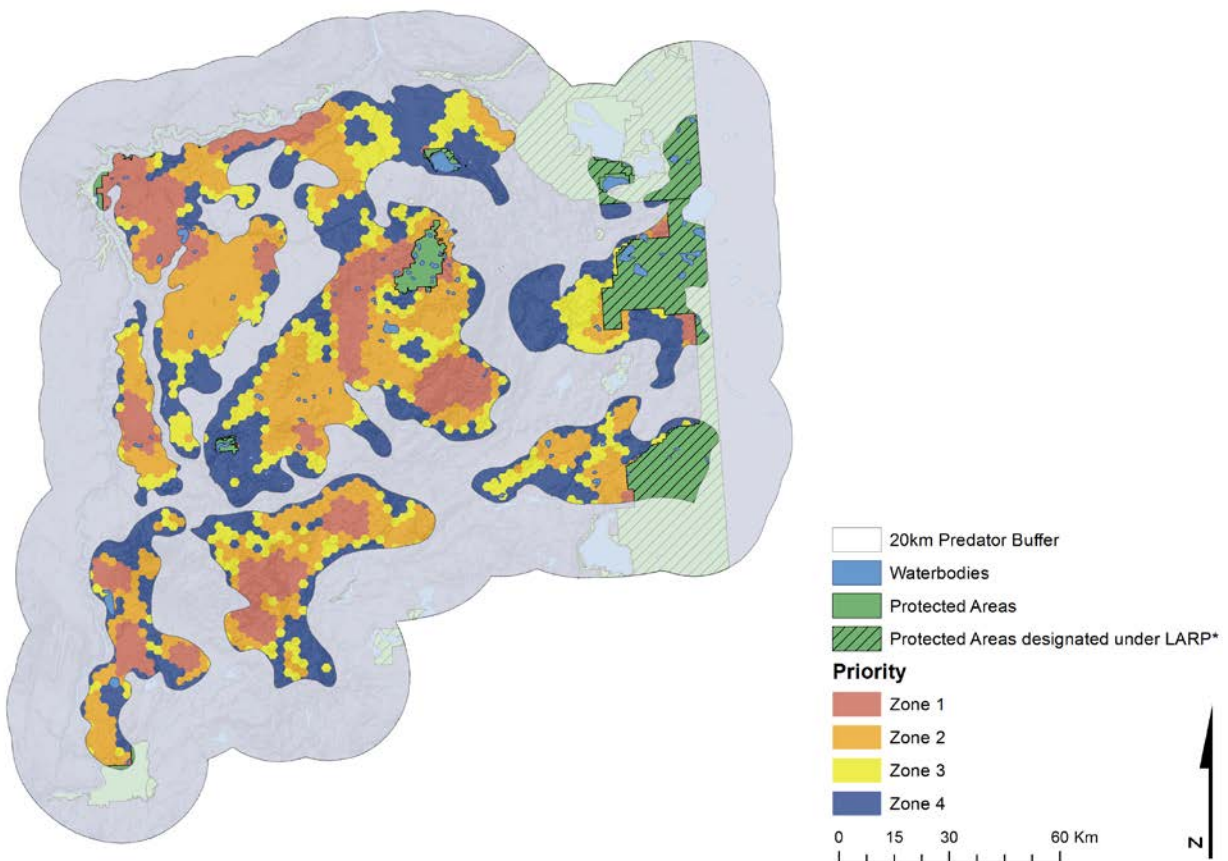 20km Predator Buffer
Waterbodies
Protected Areas
Protected Areas designated under LARP*
Priority
Zone 1
Zone 2
Zone 3
Zone 4
0 15 30 60 Km
N